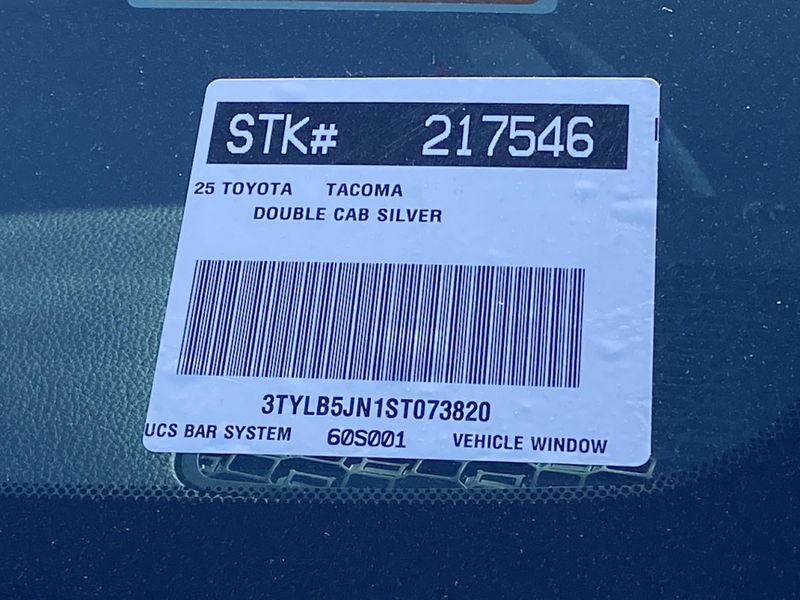 STK# 217546
25 TOYOTA TACOMA
DOUBLE CAB SILVER
3TYLB5JN1ST073820
UCS BAR SYSTEM 60S001 VEHICLE WINDOW